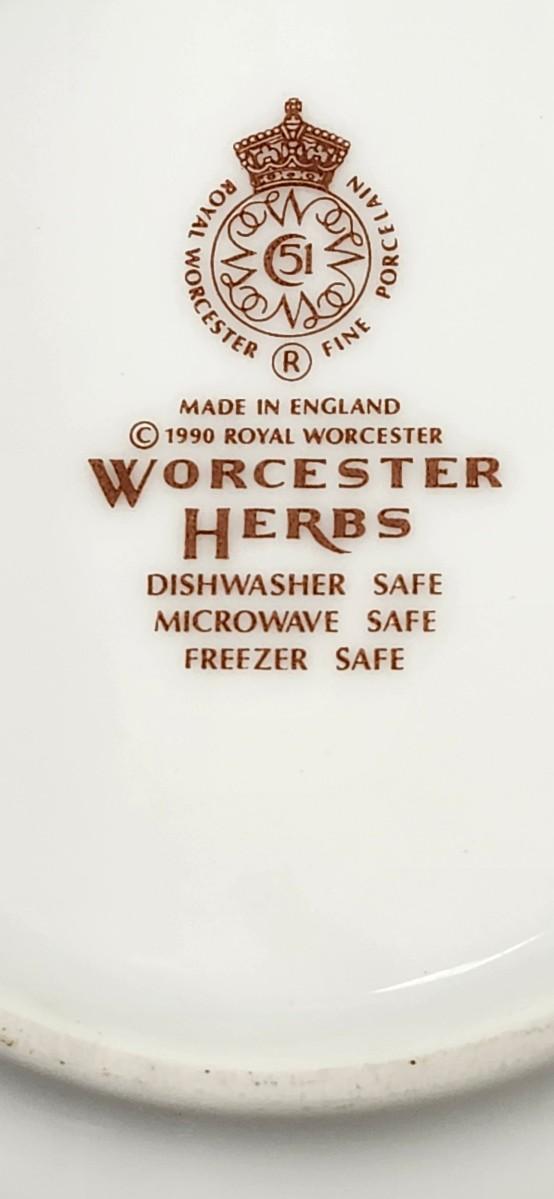 ROYAL WORCESTER
FINE PORCELAIN
51
R
MADE IN ENGLAND
© 1990 ROYAL WORCESTER
WORCESTER
HERBS
DISHWASHER SAFE
MICROWAVE SAFE
FREEZER SAFE